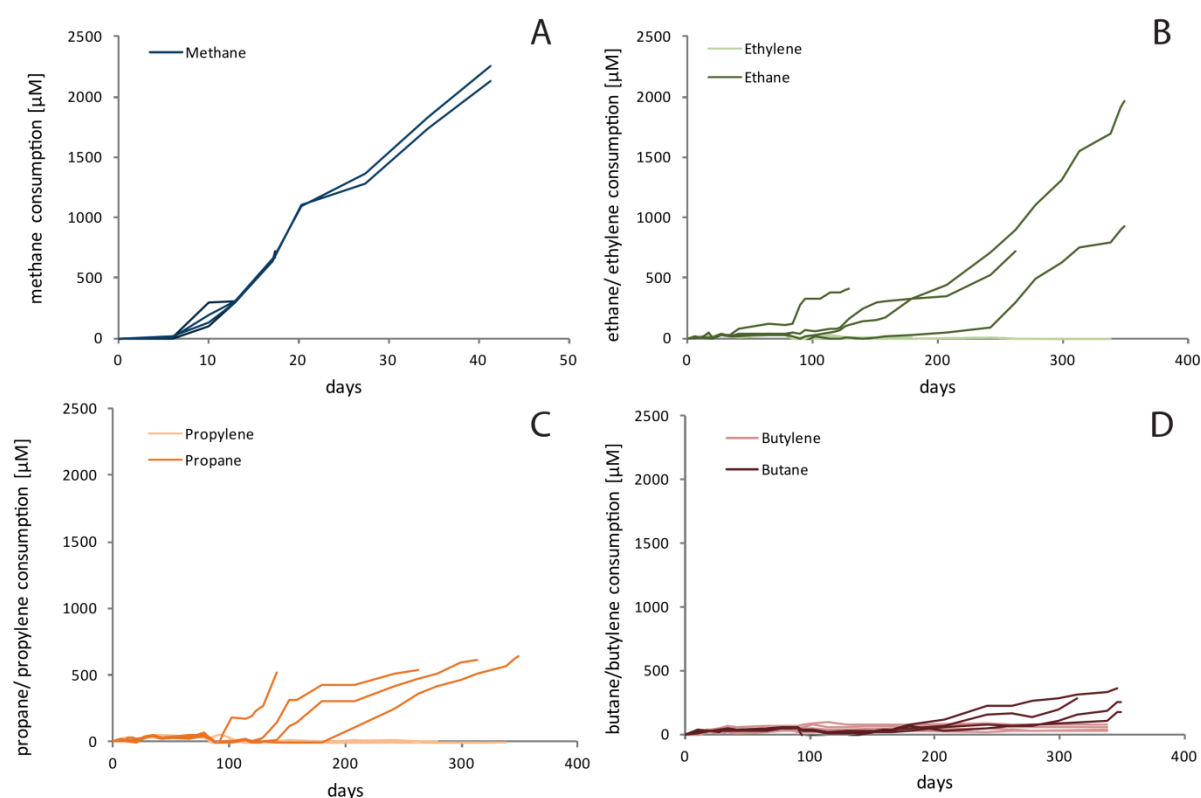 A
methane consumption [µM]
2500
2000
1500
1000
500
0
Methane
0 10 20 30 40 50
days
B
ethane/ ethylene consumption [µM]
2500
2000
1500
1000
500
0
Ethylene
Ethane
0 100 200 300 400
days
C
propane/ propylene consumption [µM]
2500
2000
1500
1000
500
0
Propylene
Propane
0 100 200 300 400
days
D
butane/butylene consumption [µM]
2500
2000
1500
1000
500
0
Butylene
Butane
0 100 200 300 400
days